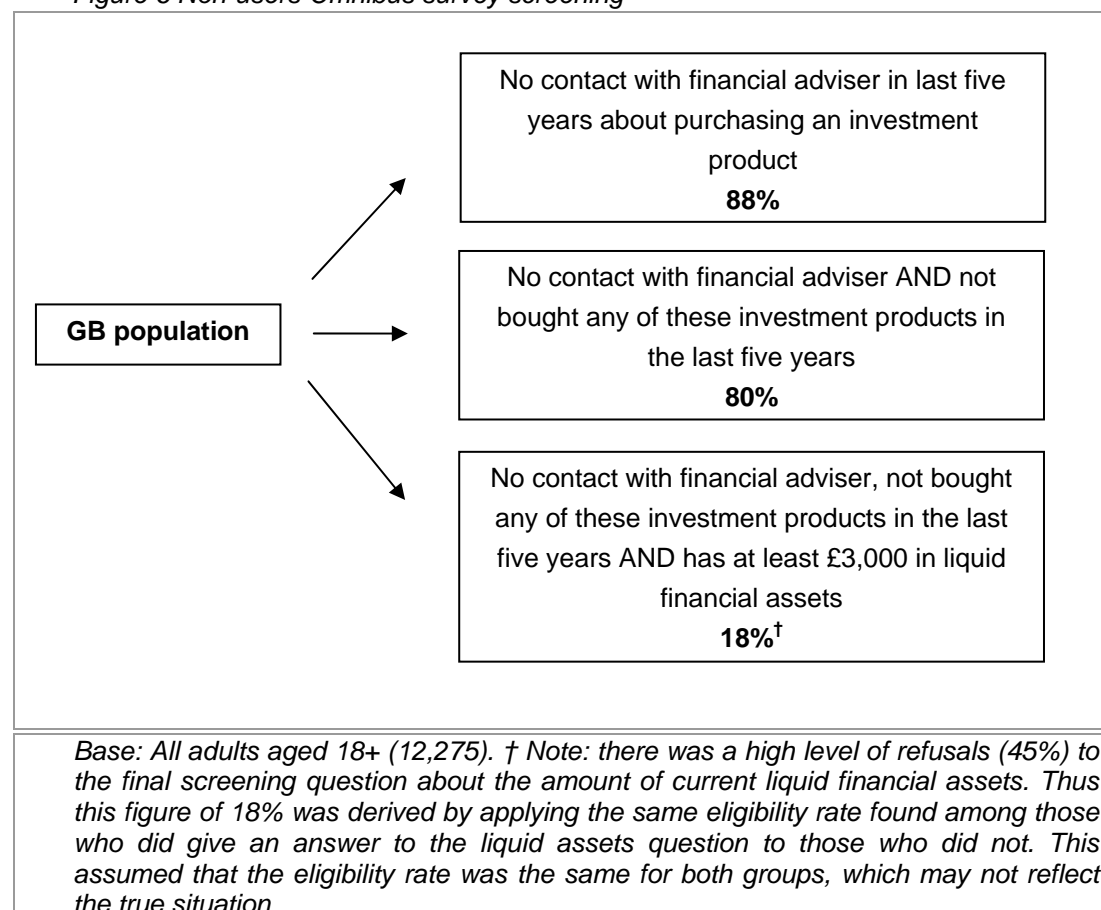 Figure 3 Non-users Omnibus survey screening
No contact with financial adviser in last five
years about purchasing an investment
product
88%
GB population
No contact with financial adviser AND not
bought any of these investment products in
the last five years
80%
No contact with financial adviser, not bought
any of these investment products in the last
five years AND has at least £3,000 in liquid
financial assets
18%†
Base: All adults aged 18+ (12,275). † Note: there was a high level of refusals (45%) to
the final screening question about the amount of current liquid financial assets. Thus
this figure of 18% was derived by applying the same eligibility rate found among those
who did give an answer to the liquid assets question to those who did not. This
assumed that the eligibility rate was the same for both groups, which may not reflect
the true situation